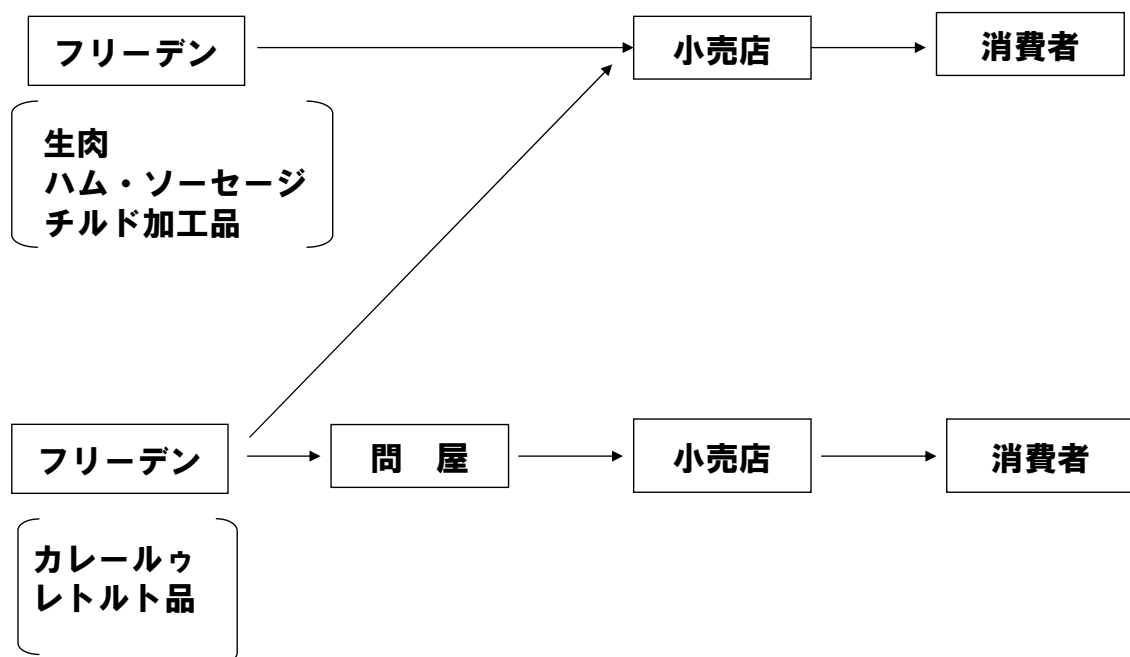 フリーデン
小売店
消費者
生肉
ハム・ソーセージ
チルド加工品
フリーデン
問　屋
小売店
消費者
カレールゥ
レトルト品